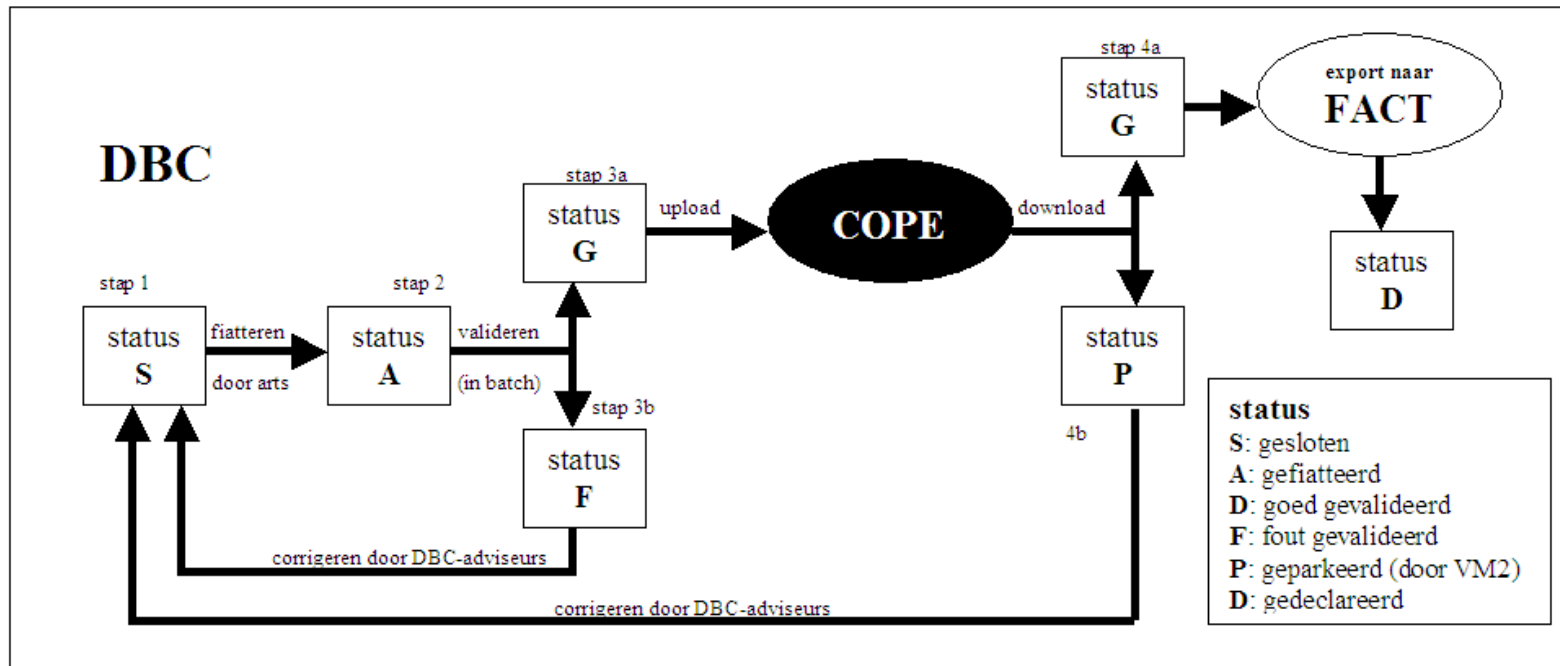 DBC
stap 1
status
S
fiatteren
door arts
stap 2
status
A
valideren
(in batch)
stap 3a
status
G
stap 3b
status
F
upload
COPE
download
stap 4a
status
G
export naar
FACT
status
D
status
P
4b
corrigeren door DBC-adviseurs
corrigeren door DBC-adviseurs
status
S: gesloten
A: gefiatteerd
D: goed gevalideerd
F: fout gevalideerd
P: geparkeerd (door VM2)
D: gedeclareerd